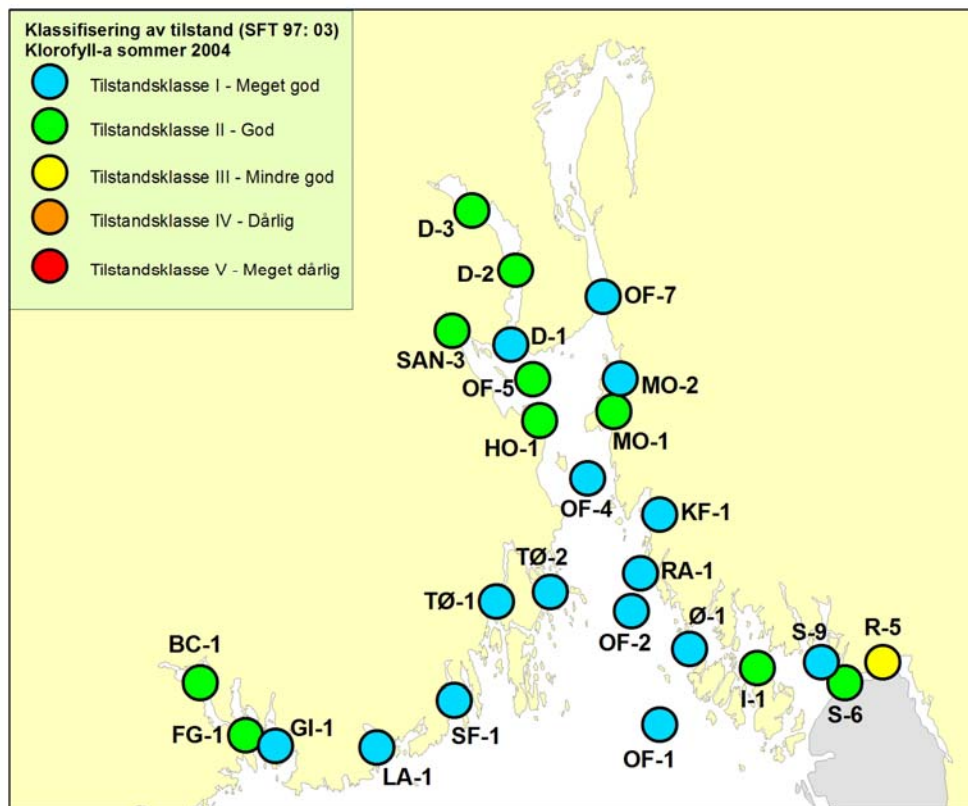 Klassifisering av tilstand (SFT 97: 03)
Klorofyll-a sommer 2004
Tilstandsklasse I - Meget god
Tilstandsklasse II - God
Tilstandsklasse III - Mindre god
Tilstandsklasse IV - Dårlig
Tilstandsklasse V - Meget dårlig
D-3
D-2
OF-7
D-1
SAN-3
OF-5
MO-2
HO-1
MO-1
OF-4
KF-1
TØ-2
RA-1
TØ-1
OF-2
Ø-1
S-9
R-5
BC-1
I-1
S-6
FG-1
GI-1
SF-1
OF-1
LA-1